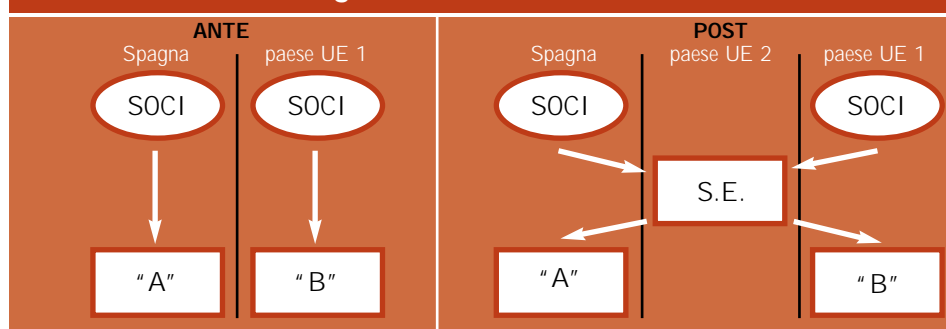 ANTE
Spagna paese UE 1
SOCI SOCI
“A” “B”
POST
Spagna paese UE 2 paese UE 1
SOCI SOCI
S.E.
“A” “B”